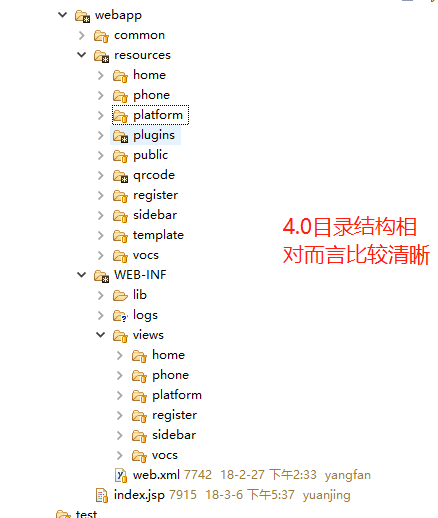 webapp
common
resources
home
phone
platform
plugins
public
qrcode
register
sidebar
template
vocs
WEB-INF
lib
logs
views
home
phone
platform
register
sidebar
vocs
web.xml 7742 18-2-27 下午2:33 yangfan
index.jsp 7915 18-3-6 下午5:37 yuanjing
test
4.0目录结构相
对而言比较清晰